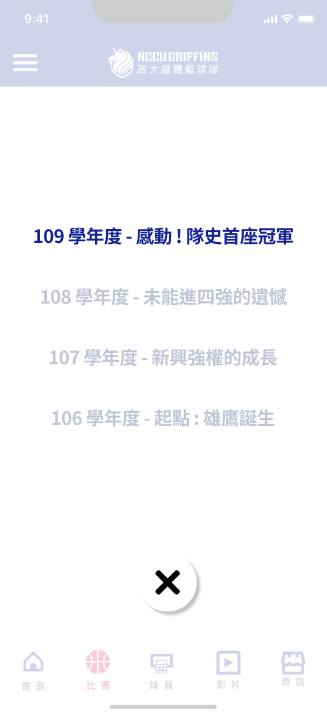 9:41
NCCUGRIFFINS
政大雄鷹籃球隊
109 學年度 - 感動 ! 隊史首座冠軍
108 學年度 - 未能進四強的遺憾
107 學年度 - 新興強權的成長
106 學年度 - 起點 : 雄鷹誕生
首頁 比賽 球員 影片 商店